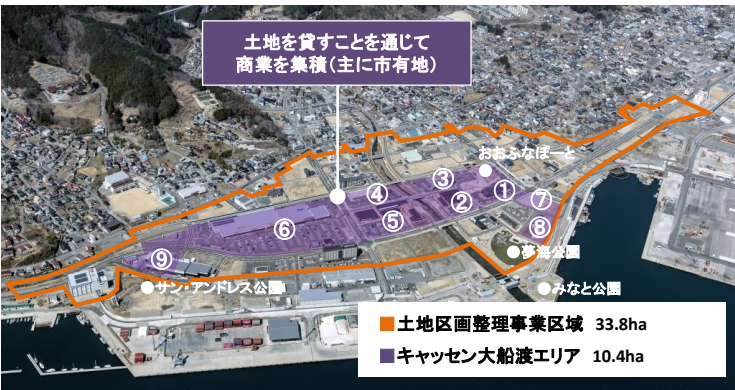 土地を貸すことを通じて
商業を集積(主に市有地)
おおふなぽーと
③
④
①
⑦
②
⑤
⑥
⑧
⑨
夢海公園
サン・アンドレス公園
みなと公園
土地区画整理事業区域 33.8ha
キャッセン大船渡エリア 10.4ha